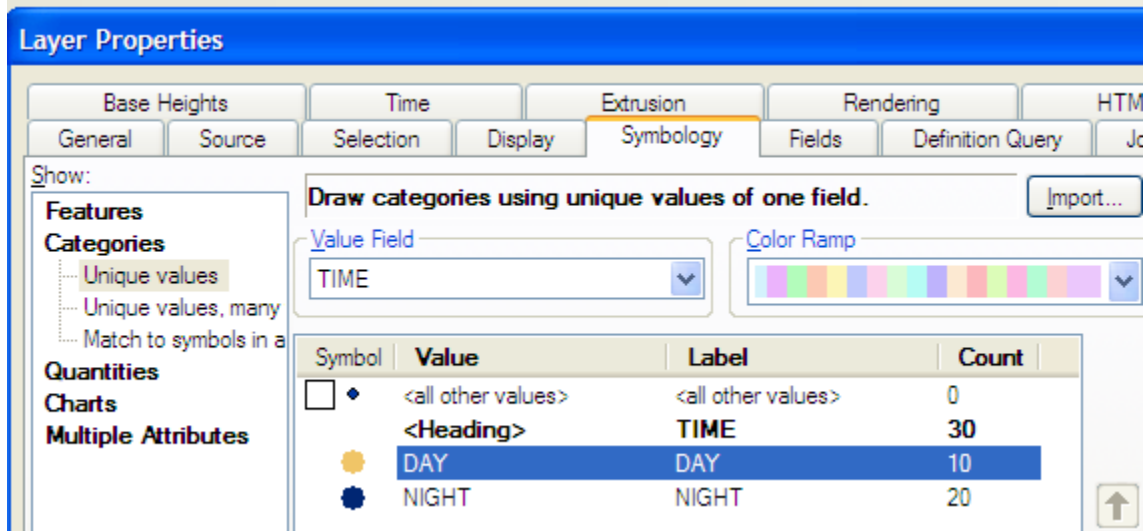 Layer Properties
Base Heights Time Extrusion Rendering HTM
General Source Selection Display Symbology Fields Definition Query Jo
Show:
Features
Categories
Unique values
Unique values, many
Match to symbols in a
Quantities
Charts
Multiple Attributes
Draw categories using unique values of one field.
Import...
Value Field
TIME
Color Ramp
Symbol Value Label Count
<all other values> <all other values> 0
<Heading> TIME 30
DAY DAY 10
NIGHT NIGHT 20